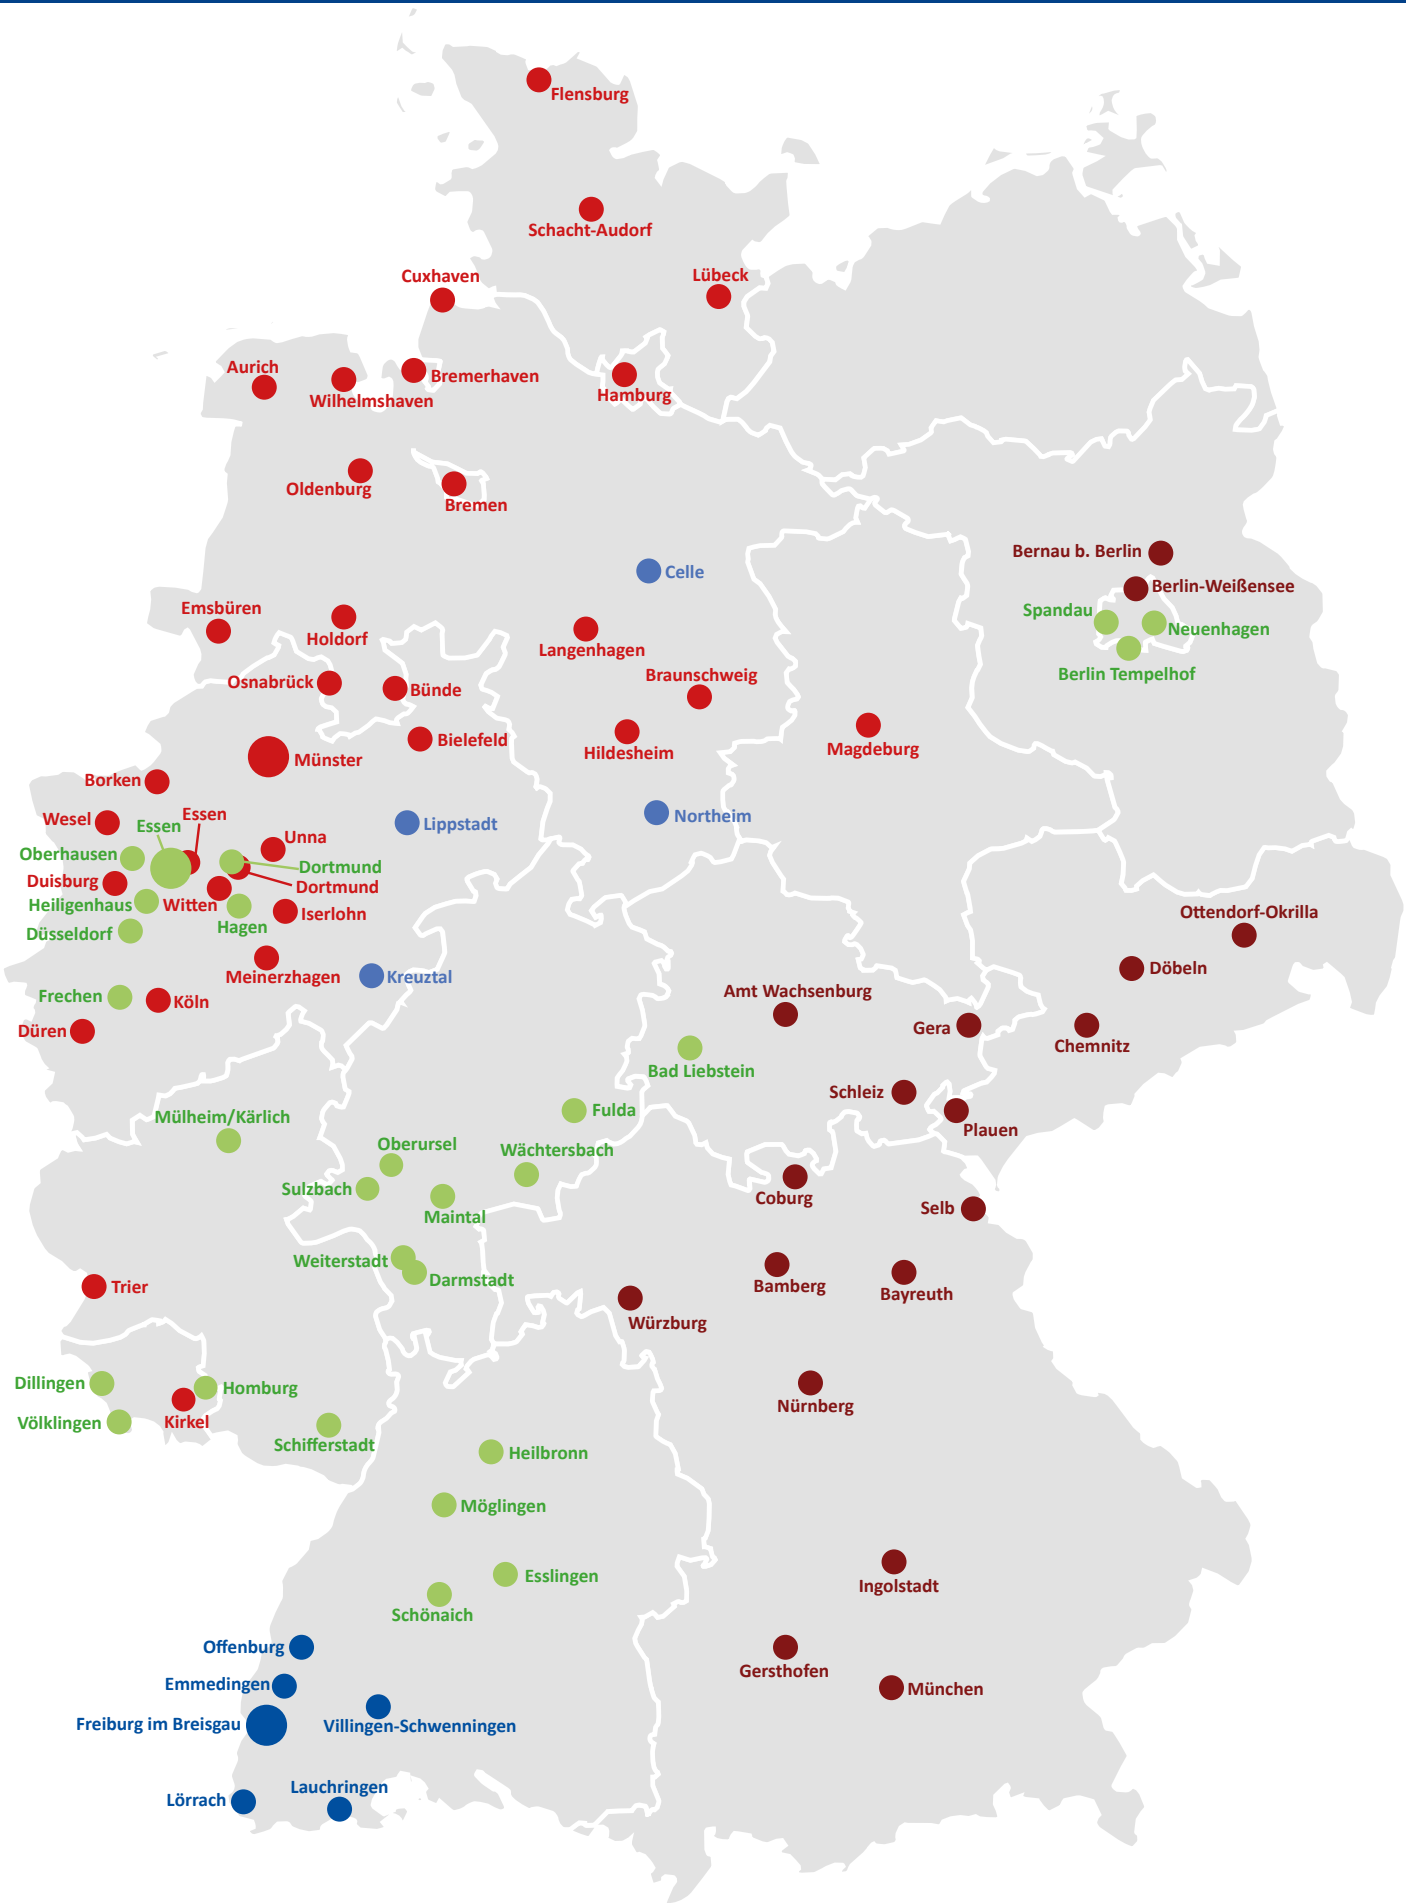 Flensburg
Schacht-Audorf
Cuxhaven
Lübeck
Aurich
Wilhelmshaven
Bremerhaven
Hamburg
Oldenburg
Bremen
Bernau b. Berlin
Celle
Berlin-Weißensee
Emsbüren
Spandau
Holdorf
Neuenhagen
Langenhagen
Berlin Tempelhof
Osnabrück
Bünde
Braunschweig
Bielefeld
Hildesheim
Magdeburg
Münster
Borken
Wesel
Essen
Essen
Lippstadt
Northeim
Unna
Oberhausen
Dortmund
Duisburg
Dortmund
Heiligenhaus
Witten
Iserlohn
Ottendorf-Okrilla
Düsseldorf
Hagen
Döbeln
Meinerzhagen
Kreuztal
Amt Wachsenburg
Frechen
Köln
Düren
Gera
Chemnitz
Bad Liebstein
Schleiz
Mülheim/Kärlich
Fulda
Plauen
Oberursel
Wächtersbach
Sulzbach
Coburg
Maintal
Selb
Weiterstadt
Darmstadt
Trier
Bamberg
Bayreuth
Würzburg
Dillingen
Homburg
Völklingen
Kirkel
Nürnberg
Schifferstadt
Heilbronn
Möglingen
Esslingen
Ingolstadt
Schönaich
Offenburg
Gersthofen
Emmedingen
München
Freiburg im Breisgau
Villingen-Schwenningen
Lauchringen
Lörrach